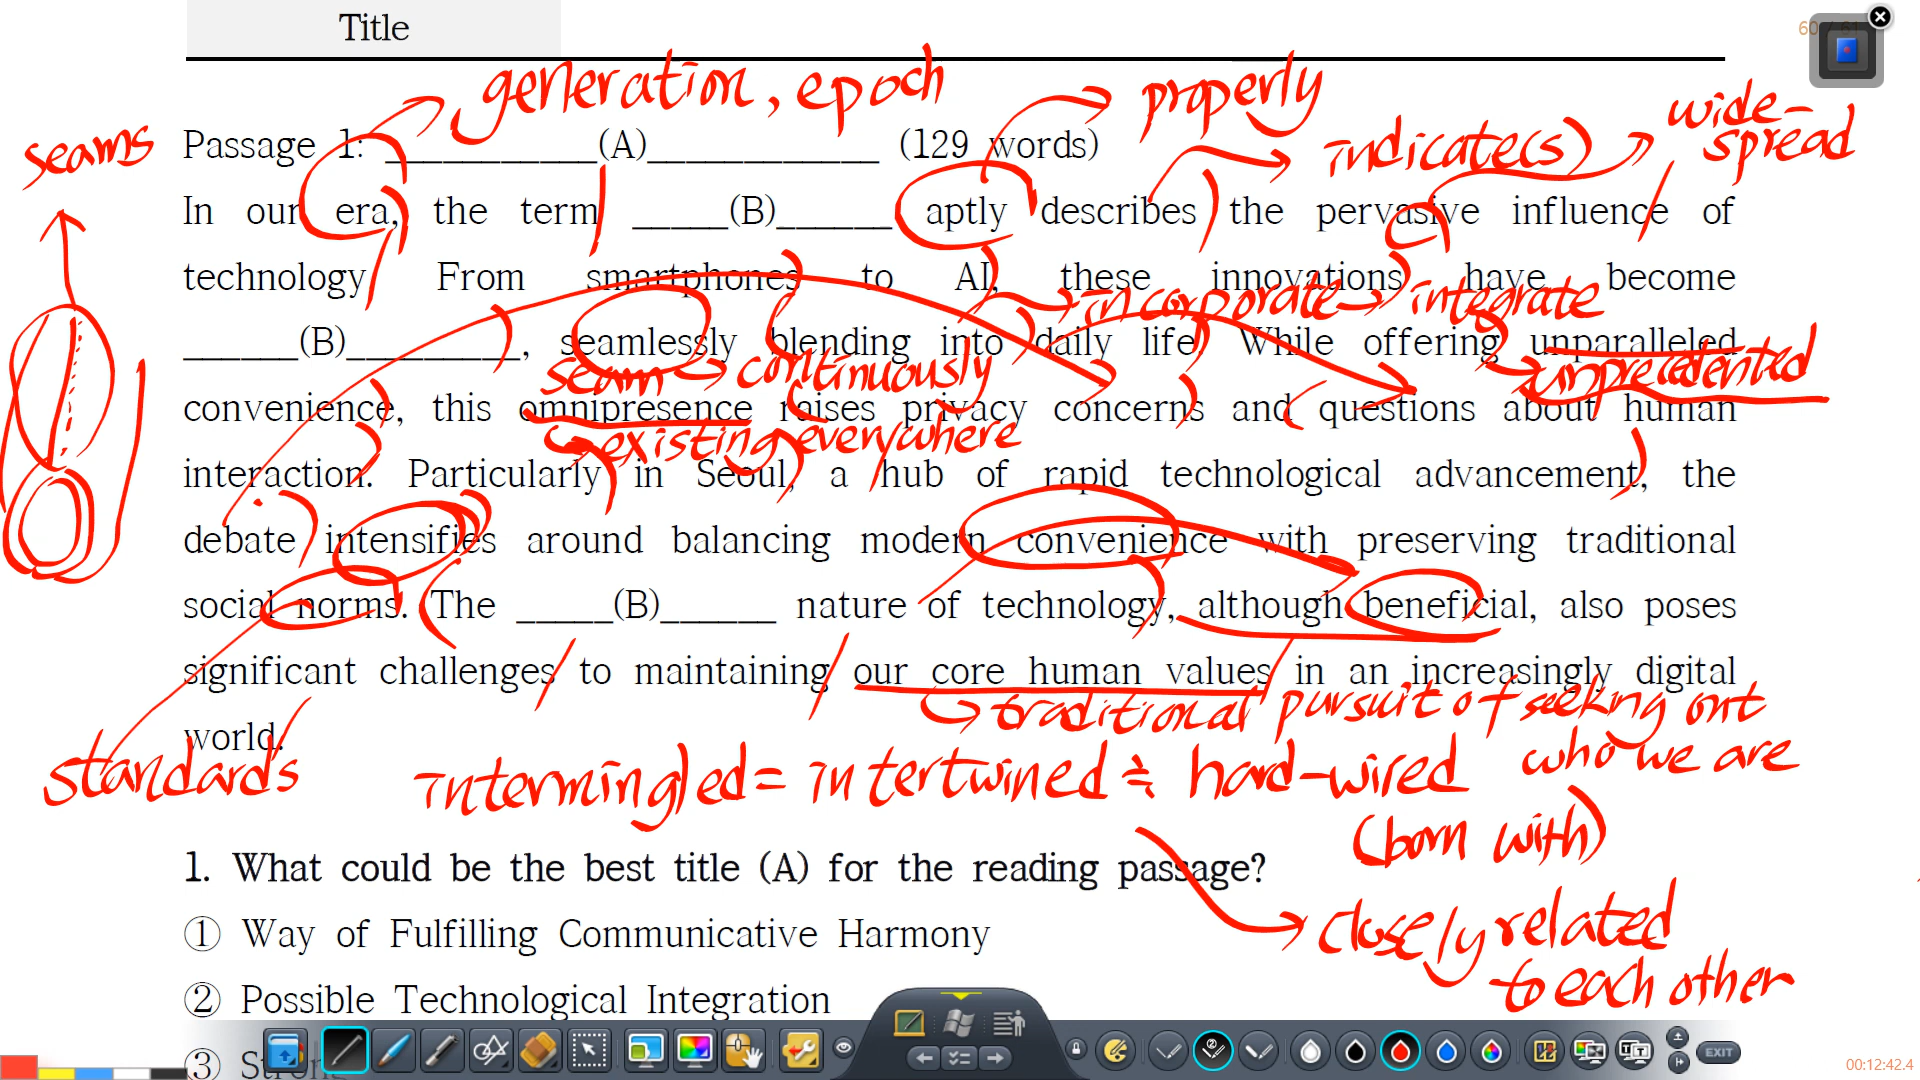 Title
60 / 61
generation, epoch
properly
wide-
spread
seams
indicate(s)
Passage 1: ___________(A)____________ (129 words)
In our era, the term _____(B)______ aptly describes the pervasive influence of
technology. From smartphones to AI, these innovations have become
incorporate → integrate
______(B)_________, seamlessly blending into daily life. While offering unparalleled
seam → continuously
unprecedented
convenience, this omnipresence raises privacy concerns and questions about human
existing everywhere
interaction. Particularly in Seoul, a hub of rapid technological advancement, the
debate intensifies around balancing modern convenience with preserving traditional
social norms. The _____(B)______ nature of technology, although beneficial, also poses
significant challenges to maintaining our core human values in an increasingly digital
traditional pursuit of seeking out
who we are
world.
standards
intermingled = intertwined ≒ hard-wired
(born with)
1. What could be the best title (A) for the reading passage?
closely related
to each other
① Way of Fulfilling Communicative Harmony
② Possible Technological Integration
③
EXIT
00:12:42.4